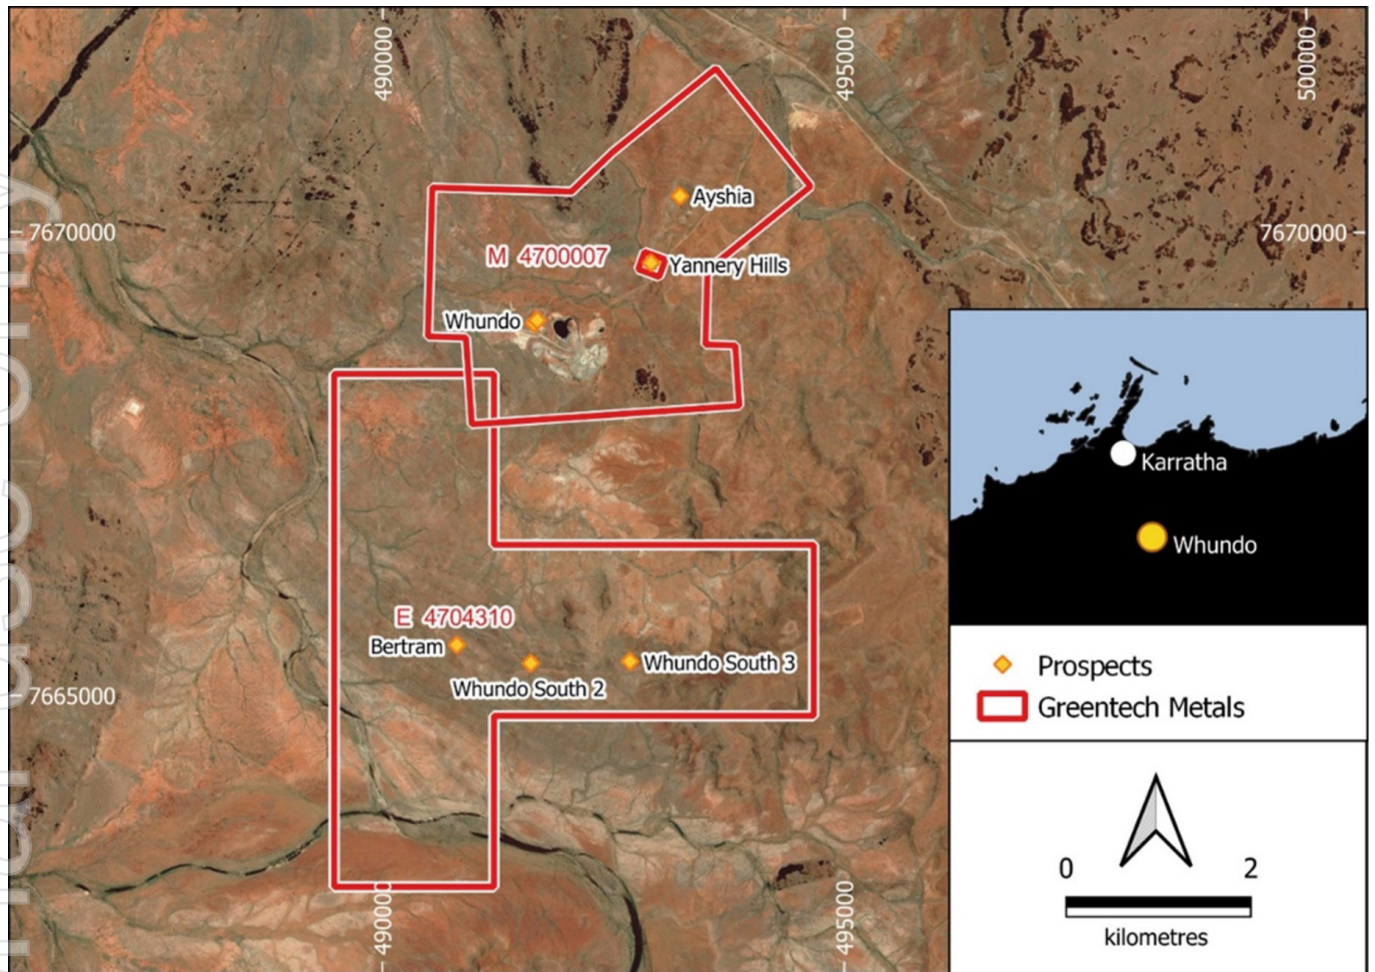 490000
495000
500000
Ayshia
7670000
7670000
M 4700007
Yannery Hills
Whundo
Karratha
Whundo
E 4704310
Bertram
Whundo South 3
Whundo South 2
7665000
Prospects
Greentech Metals
0 2
kilometres
490000
495000